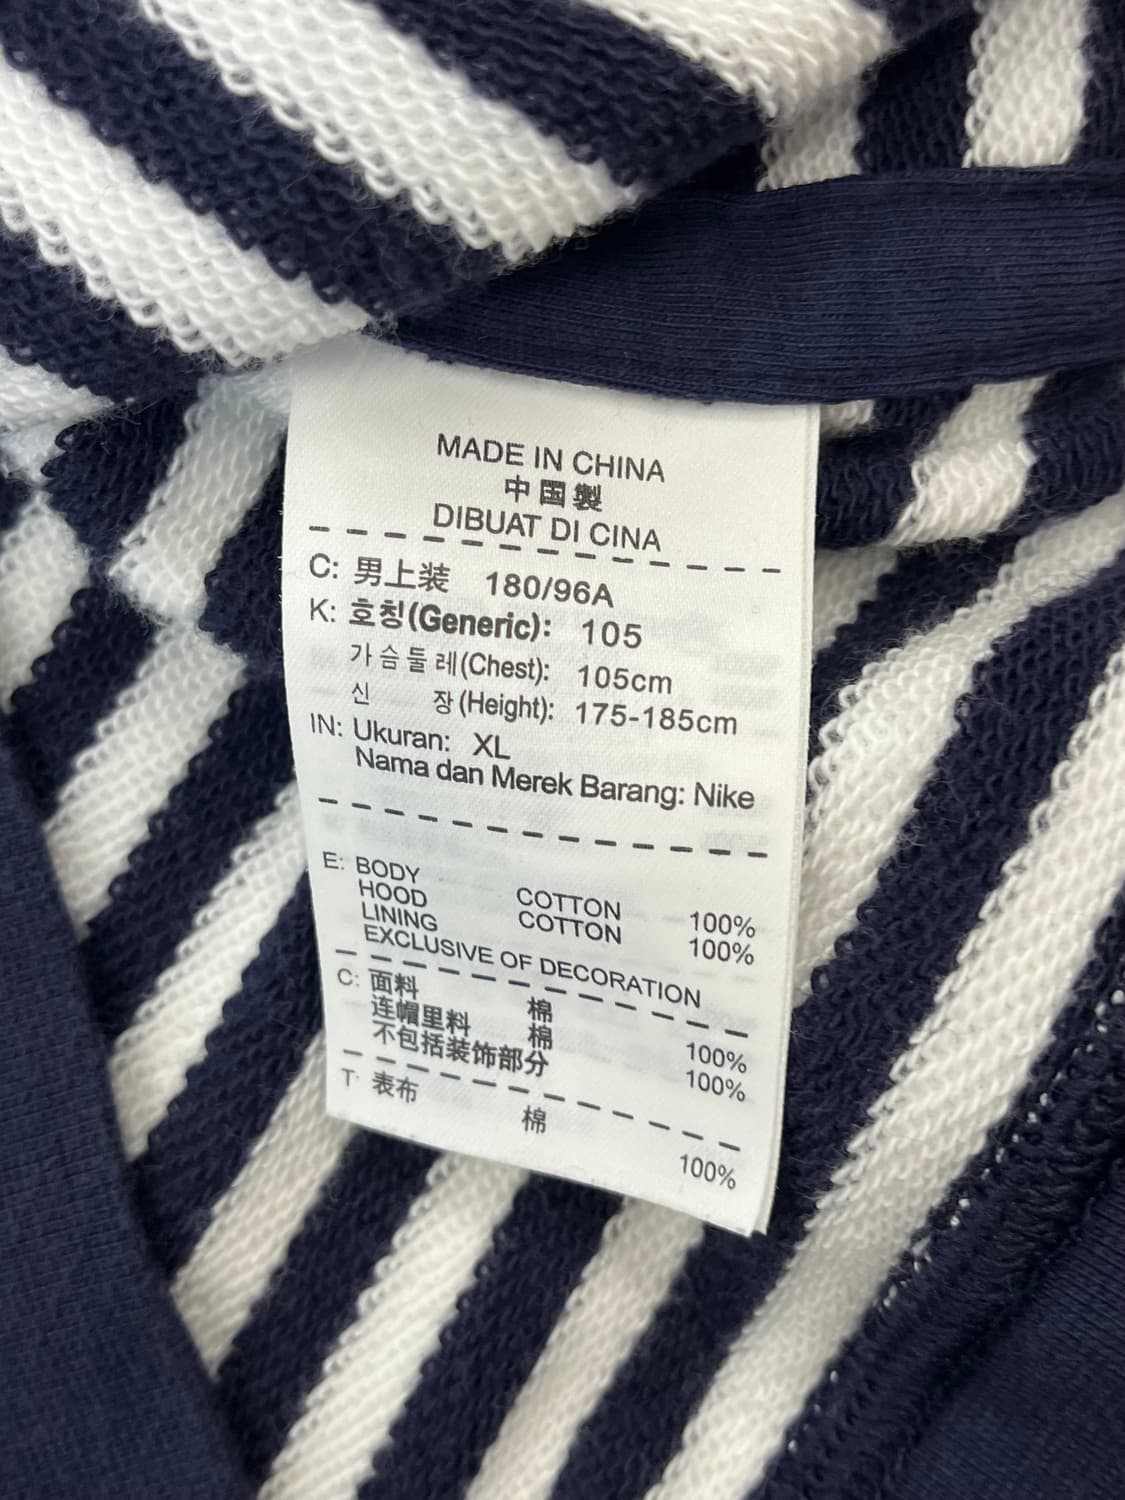 MADE IN CHINA
中国製
DIBUAT DI CINA
C: 男上装 180/96A
K: 호칭(Generic): 105
가슴둘레(Chest): 105cm
신 장(Height): 175-185cm
IN: Ukuran: XL
Nama dan Merek Barang: Nike
E: BODY COTTON 100%
HOOD LINING COTTON 100%
EXCLUSIVE OF DECORATION
C: 面料 棉 100%
连帽里料 棉 100%
不包括装饰部分
T: 表布 棉 100%